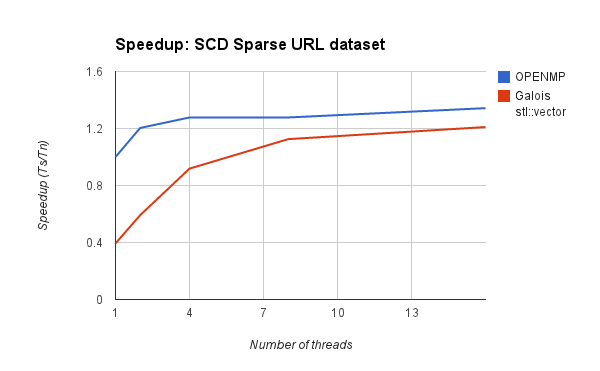 Speedup: SCD Sparse URL dataset
1.6
1.2
0.8
0.4
0
Speedup (Ts/Tn)
1 4 7 10 13
Number of threads
OPENMP
Galois
stl::vector